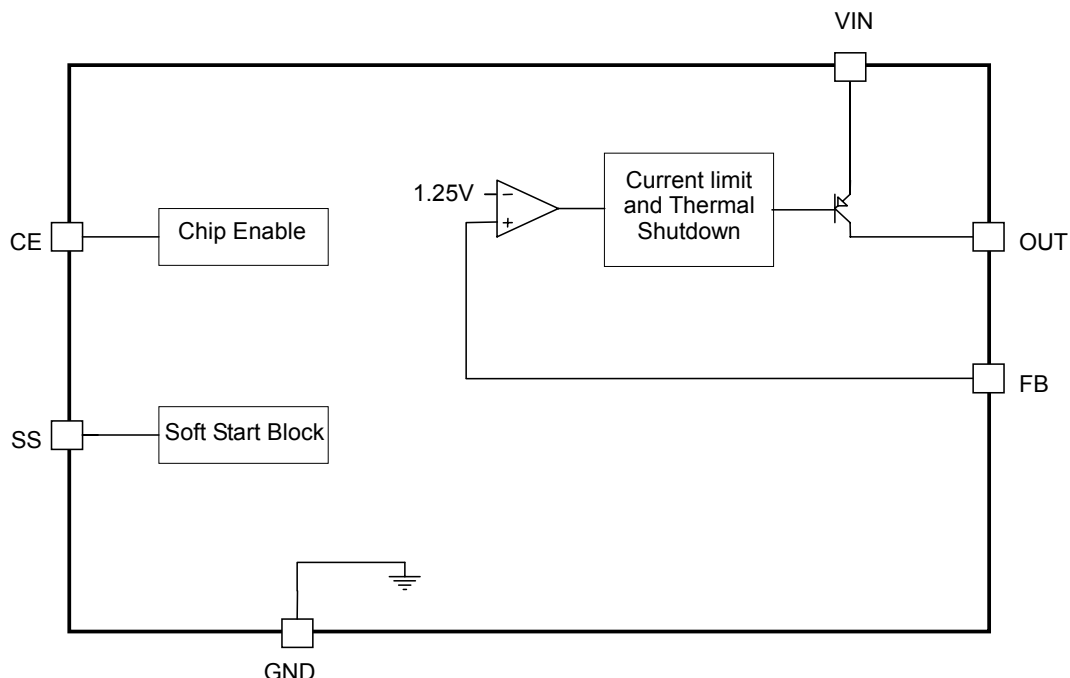 VIN
1.25V
−
+
Current limit
and Thermal
Shutdown
CE
Chip Enable
OUT
FB
SS
Soft Start Block
GND